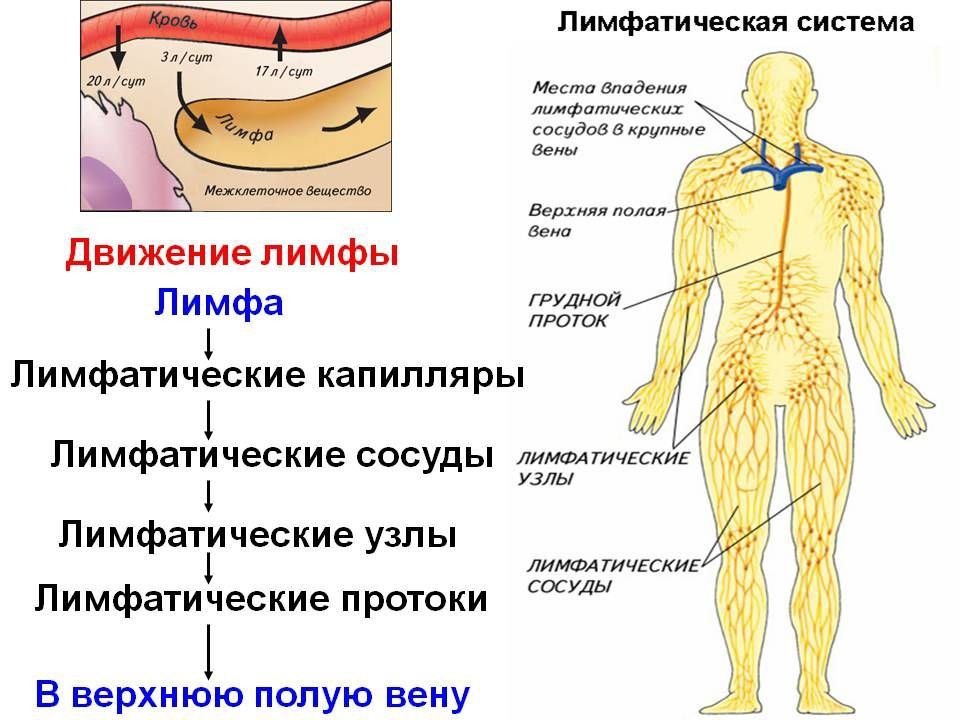 Лимфатическая система
Кровь
3 л / сут
20 л / сут
17 л / сут
Лимфа
Межклеточное вещество
Движение лимфы
Лимфа
Лимфатические капилляры
Лимфатические сосуды
Лимфатические узлы
Лимфатические протоки
В верхнюю полую вену
Места впадения
лимфатических
сосудов в крупные
вены
Верхняя полая
вена
ГРУДНОЙ
ПРОТОК
ЛИМФАТИЧЕСКИЕ
УЗЛЫ
ЛИМФАТИЧЕСКИЕ
СОСУДЫ